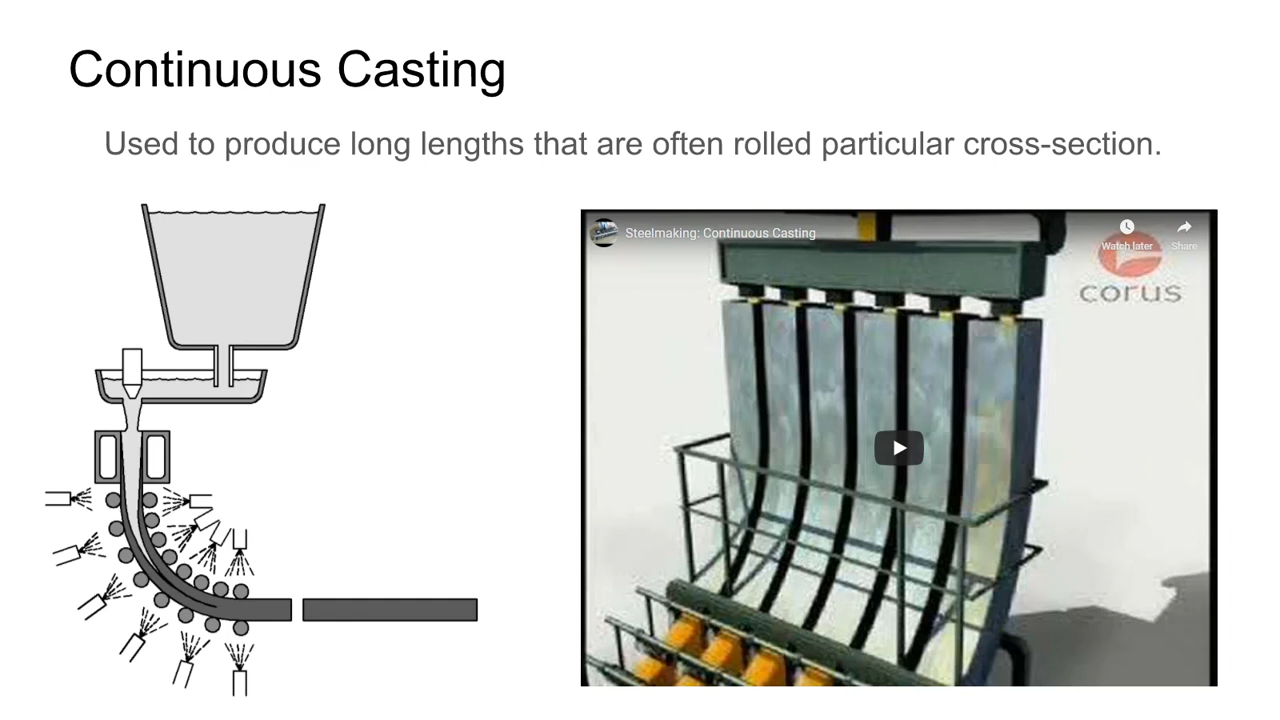 Continuous Casting
Used to produce long lengths that are often rolled particular cross-section.
Steelmaking: Continuous Casting
Watch later
Share
corus